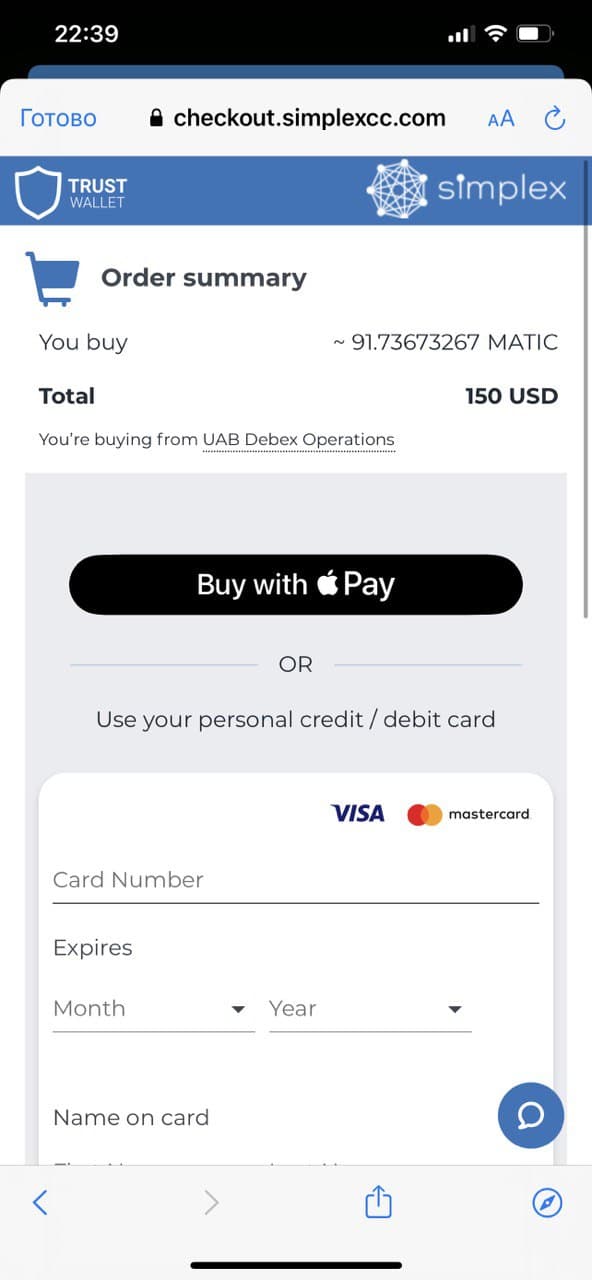 22:39
Готово checkout.simplexcc.com AA
TRUST
WALLET
simplex
Order summary
You buy ~ 91.73673267 MATIC
Total 150 USD
You're buying from UAB Debex Operations
Buy with Pay
OR
Use your personal credit / debit card
VISA mastercard
Card Number
Expires
Month Year
Name on card